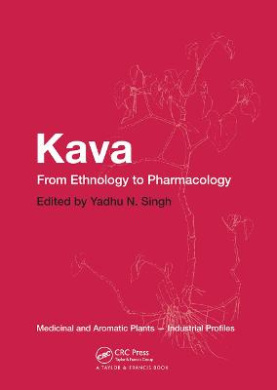 Kava
From Ethnology to Pharmacology
Edited by Yadhu N. Singh
Medicinal and Aromatic Plants — Industrial Profiles
CRC Press
Taylor & Francis Group
A TAYLOR & FRANCIS BOOK